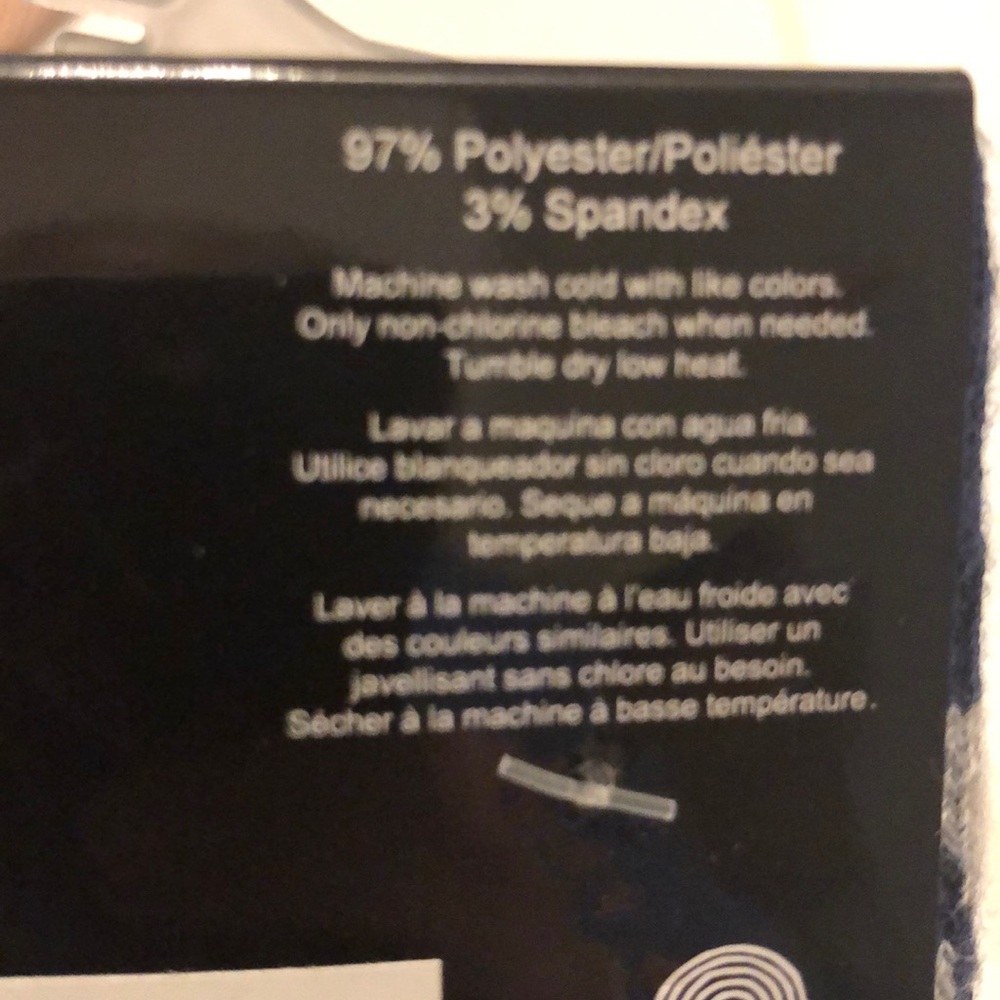 97% Polyester/Poliéster
3% Spandex
Machine wash cold with like colors.
Only non-chlorine bleach when needed.
Tumble dry low heat.
Lavar a maquina con agua fria.
Utilice blanqueador sin cloro cuando sea
necesario. Seque a máquina en
temperatura baja.
Laver à la machine à l'eau froide avec
des couleurs similaires. Utiliser un
javellisant sans chlore au besoin.
Sécher à la machine à basse température.